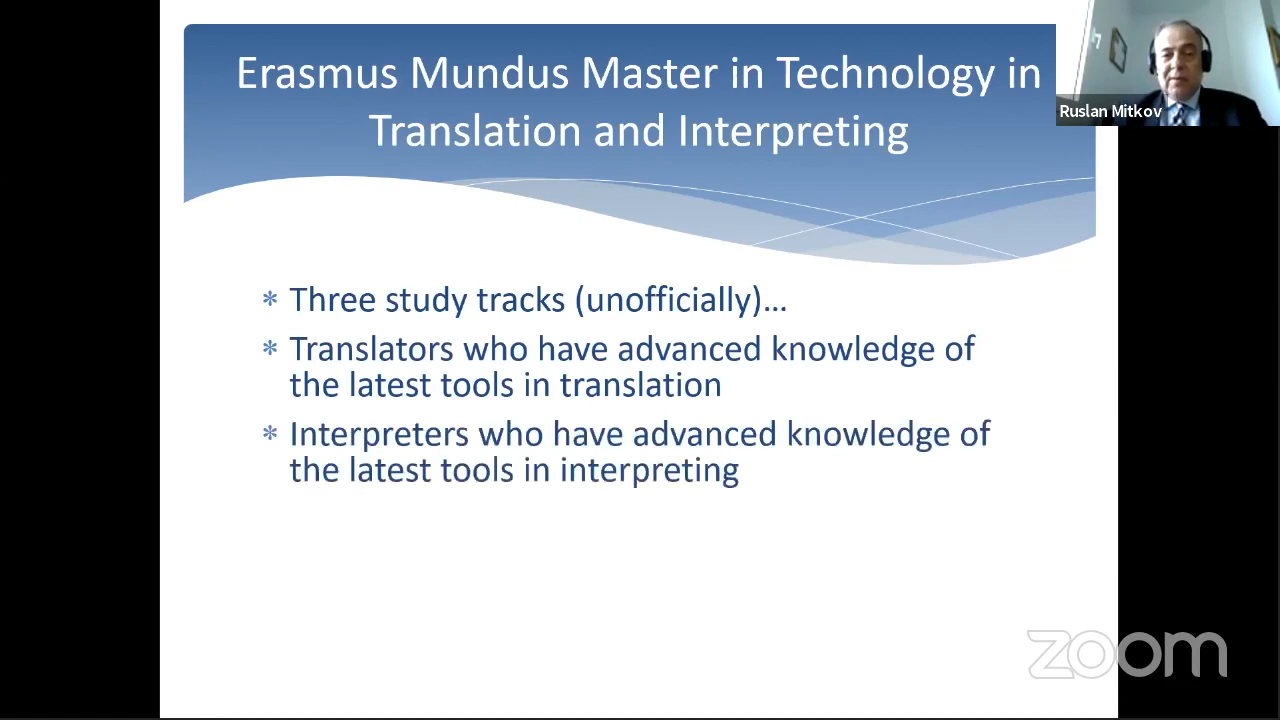 Erasmus Mundus Master in Technology in
Translation and Interpreting
Ruslan Mitkov
* Three study tracks (unofficially)...
* Translators who have advanced knowledge of
the latest tools in translation
* Interpreters who have advanced knowledge of
the latest tools in interpreting
zoom